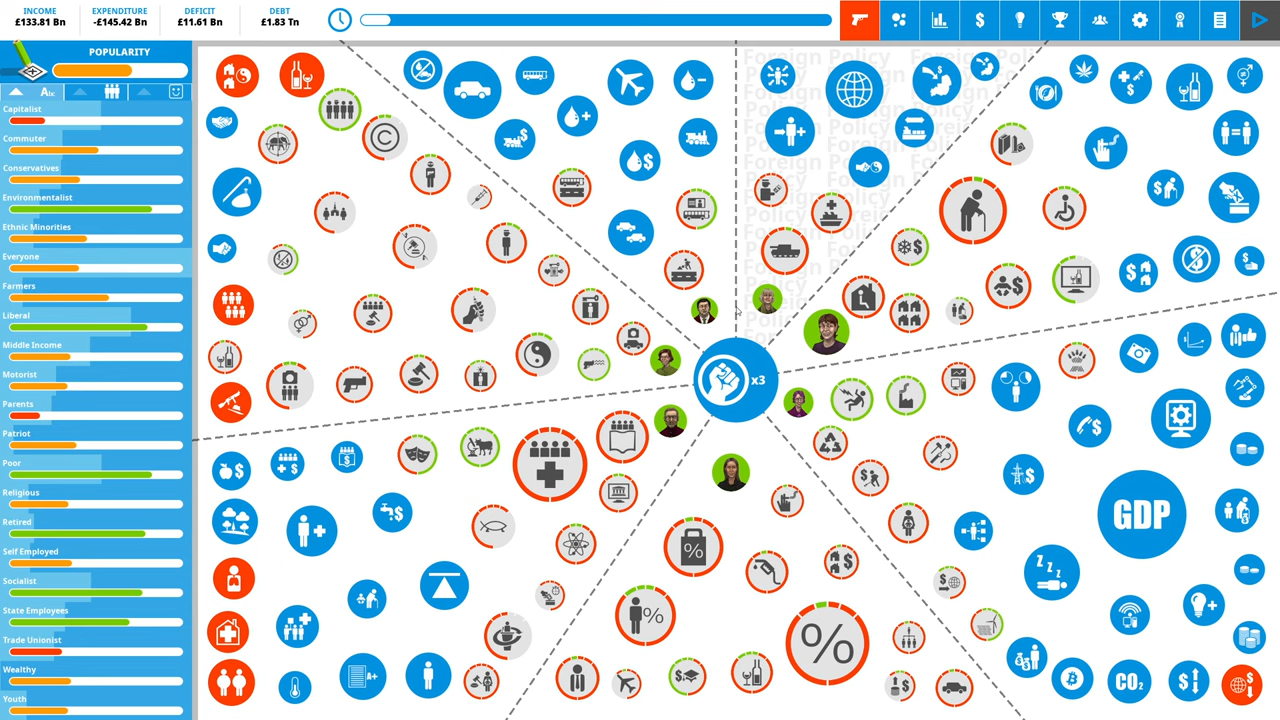 INCOME
£133.81 Bn
EXPENDITURE
-£145.42 Bn
DEFICIT
£11.61 Bn
DEBT
£1.83 Tn
POPULARITY
Capitalist
Commuter
Conservatives
Environmentalist
Ethnic Minorities
Everyone
Farmers
Liberal
Middle Income
Motorist
Parents
Patriot
Poor
Religious
Retired
Self Employed
Socialist
State Employees
Trade Unionist
Wealthy
Youth
Foreign Policy
x3
GDP
CO₂
A+
%
%
%
$